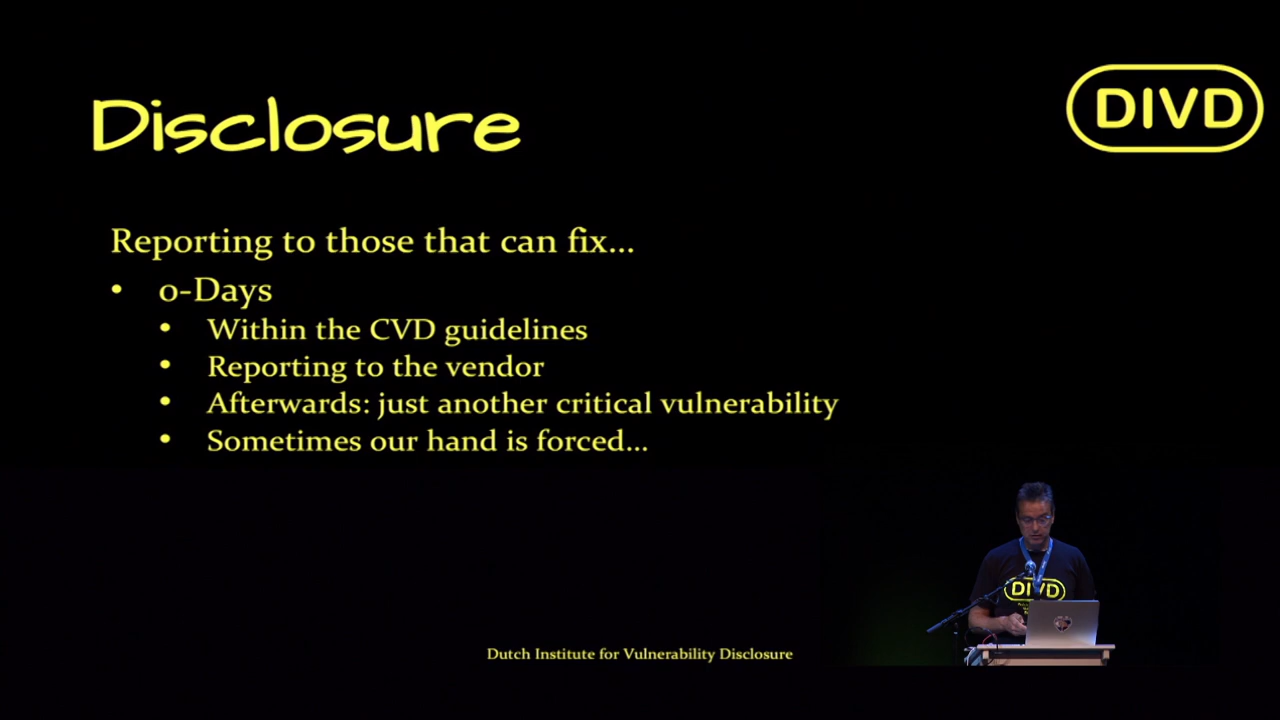 Disclosure
DIVD
Reporting to those that can fix...
• 0-Days
• Within the CVD guidelines
• Reporting to the vendor
• Afterwards: just another critical vulnerability
• Sometimes our hand is forced...
DIVD
Dutch Institute for Vulnerability Disclosure